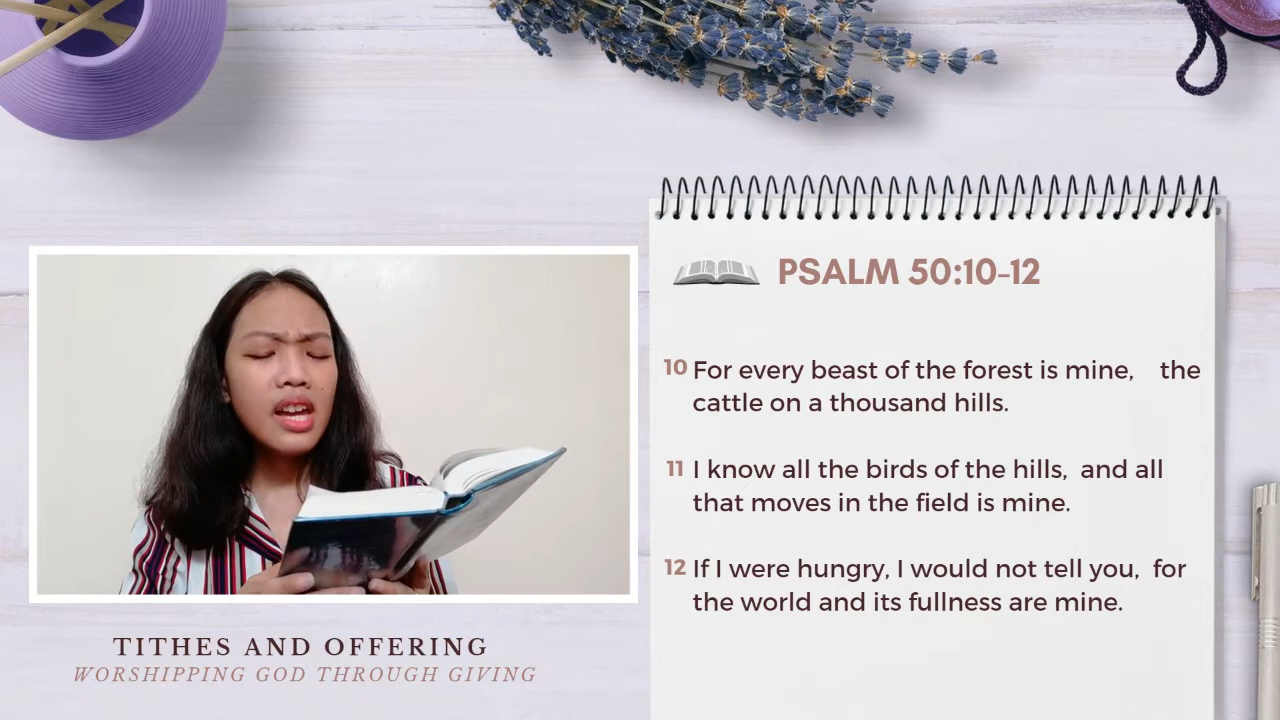 PSALM 50:10-12
10 For every beast of the forest is mine, the
cattle on a thousand hills.
11 I know all the birds of the hills, and all
that moves in the field is mine.
12 If I were hungry, I would not tell you, for
the world and its fullness are mine.
TITHES AND OFFERING
WORSHIPPING GOD THROUGH GIVING